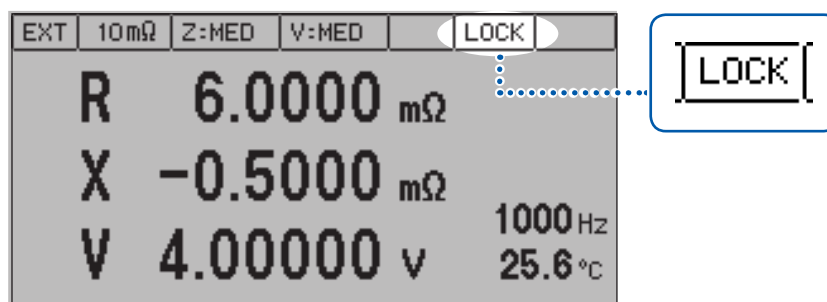 EXT 10mΩ Z:MED V:MED LOCK
LOCK
R 6.0000 mΩ
X -0.5000 mΩ
1000 Hz
V 4.00000 V 25.6 °C